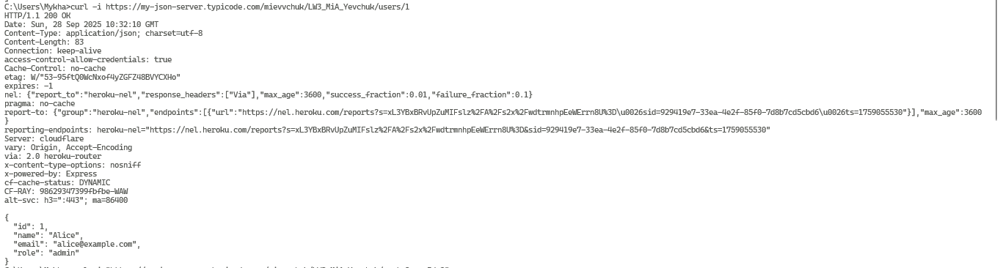 C:\Users\Mykha>curl -i https://my-json-server.typicode.com/mievvchuk/LW3_MiA_Yevchuk/users/1
HTTP/1.1 200 OK
Date: Sun, 28 Sep 2025 10:32:10 GMT
Content-Type: application/json; charset=utf-8
Content-Length: 83
Connection: keep-alive
access-control-allow-credentials: true
Cache-Control: no-cache
etag: W/"53-95ftQ0WcNxof4yZGFZ48BVYCXHo"
expires: -1
nel: {"report_to":"heroku-nel","response_headers":["Via"],"max_age":3600,"success_fraction":0.01,"failure_fraction":0.1}
pragma: no-cache
report-to: {"group":"heroku-nel","endpoints":[{"url":"https://nel.heroku.com/reports?s=xL3YBxBRvUpZuMIFslz%2FA%2Fs2x%2FwdtrmnhpEeWErrn8U%3D\u0026sid=929419e7-33ea-4e2f-85f0-7d8b7cd5cbd6\u0026ts=1759055530"}],"max_age":3600
}
reporting-endpoints: heroku-nel="https://nel.heroku.com/reports?s=xL3YBxBRvUpZuMIFslz%2FA%2Fs2x%2FwdtrmnhpEeWErrn8U%3D&sid=929419e7-33ea-4e2f-85f0-7d8b7cd5cbd6&ts=1759055530"
Server: cloudflare
vary: Origin, Accept-Encoding
via: 2.0 heroku-router
x-content-type-options: nosniff
x-powered-by: Express
cf-cache-status: DYNAMIC
CF-RAY: 98629347399fbfbe-WAW
alt-svc: h3=":443"; ma=86400
{
  "id": 1,
  "name": "Alice",
  "email": "alice@example.com",
  "role": "admin"
}